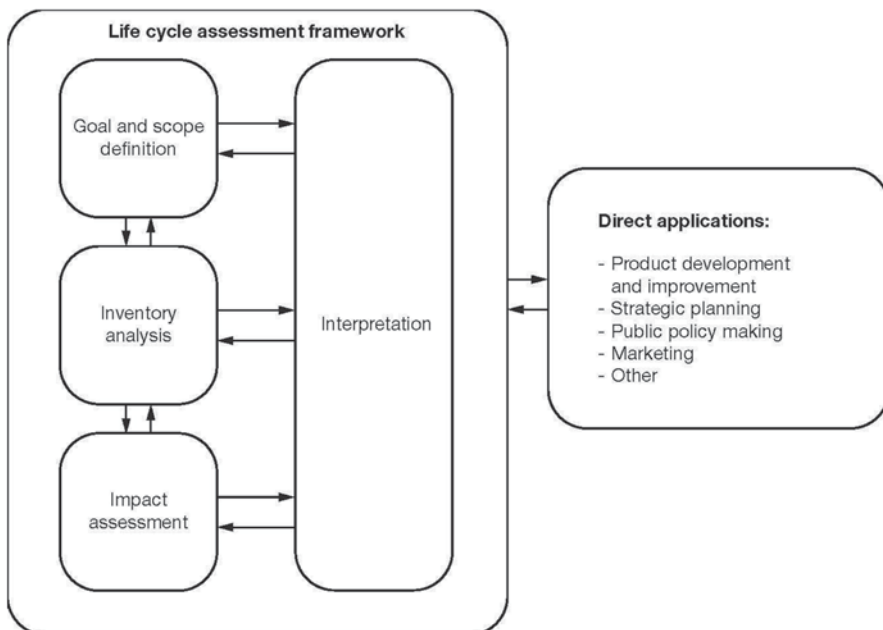 Life cycle assessment framework
Goal and scope
definition
Inventory
analysis
Impact
assessment
Interpretation
Direct applications:
- Product development
and improvement
- Strategic planning
- Public policy making
- Marketing
- Other